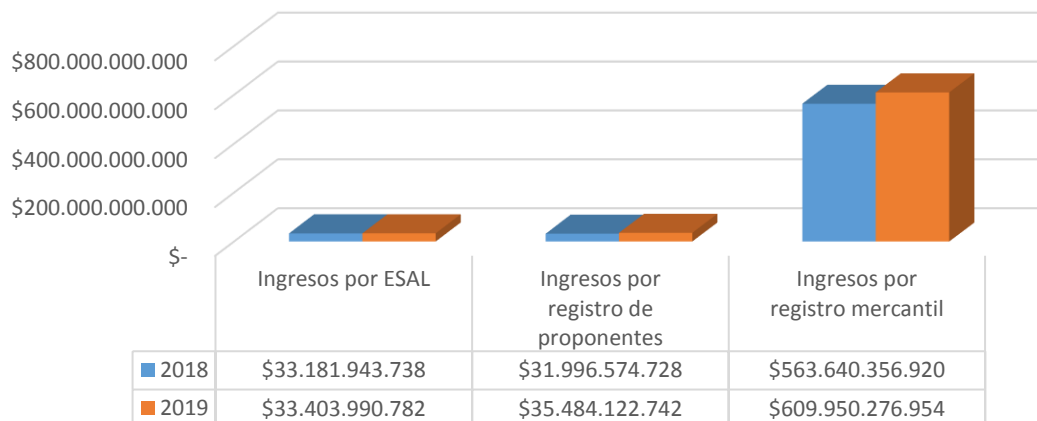 $800.000.000.000
$600.000.000.000
$400.000.000.000
$200.000.000.000
$-
Ingresos por ESAL
Ingresos por
registro de
proponentes
Ingresos por
registro mercantil
2018 $33.181.943.738 $31.996.574.728 $563.640.356.920
2019 $33.403.990.782 $35.484.122.742 $609.950.276.954